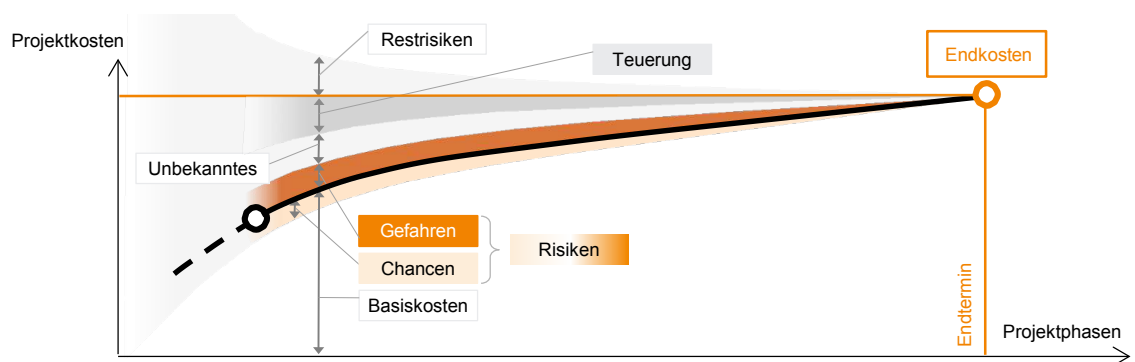 Projektkosten
Restrisiken
Teuerung
Endkosten
Unbekanntes
Gefahren
Chancen
Risiken
Basiskosten
Endtermin
Projektphasen